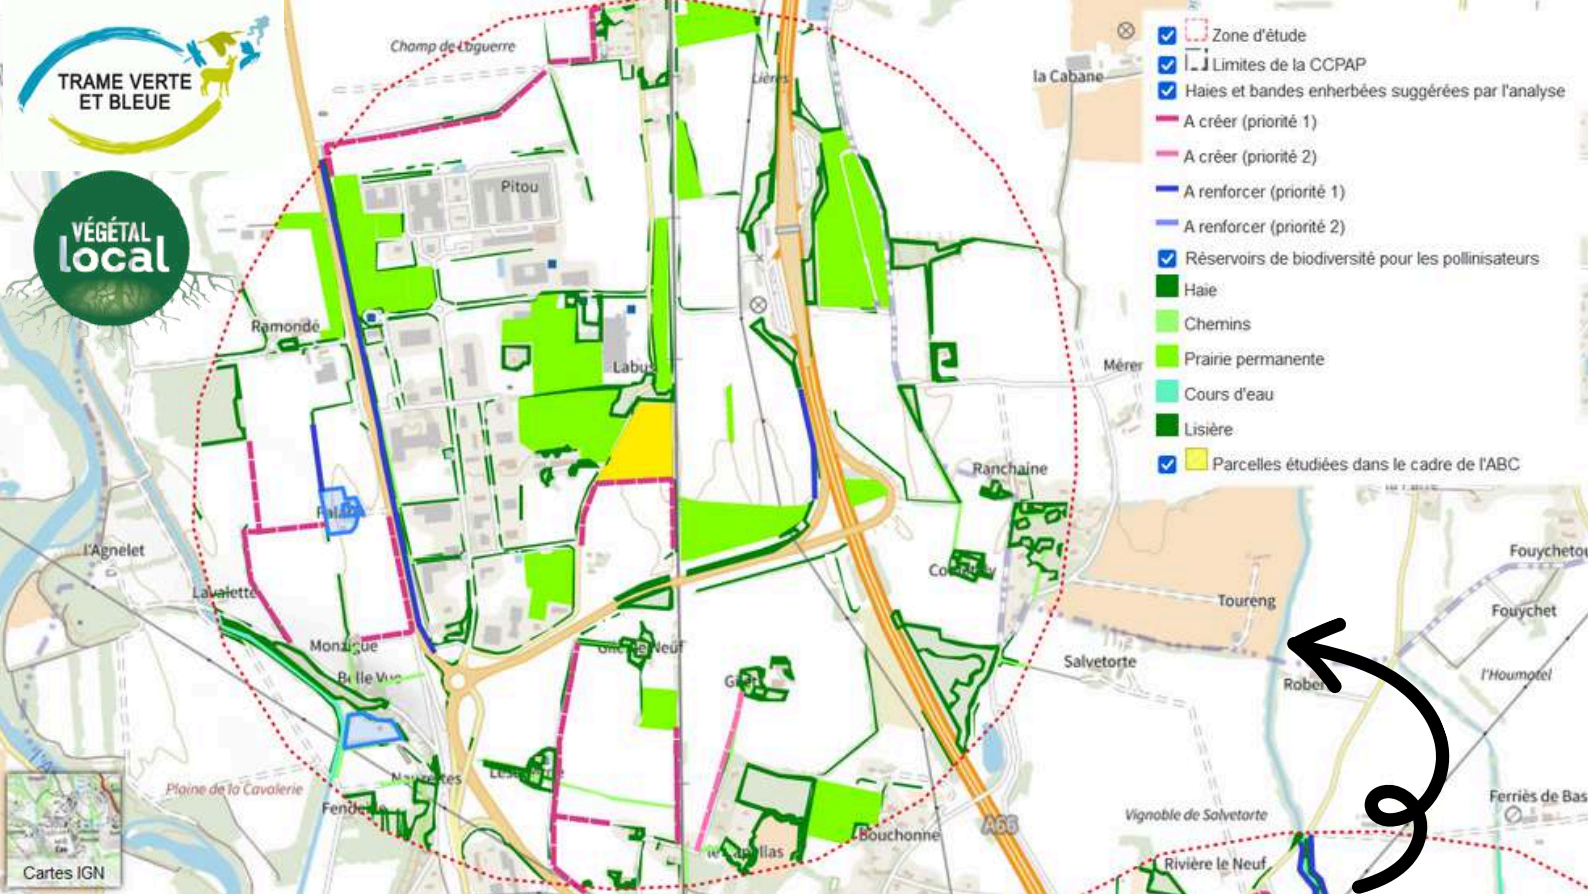 TRAME VERTE
ET BLEUE
VÉGÉTAL
local
Champ de Laguerre
Lières
la Cabane
Pitou
Ramondé
Mérer
Ranchaine
l'Agnelet
Lavalette
Monzigue
Toureng
Fouychet
Salvetorte
l'Houmotel
Plaine de la Cavalerie
Ferriès de Bas
Vignoble de Salvetorte
Bouchonne
A66
Rivière le Neuf
Cartes IGN
Zone d'étude
Limites de la CCPAP
Haies et bandes enherbées suggérées par l'analyse
A créer (priorité 1)
A créer (priorité 2)
A renforcer (priorité 1)
A renforcer (priorité 2)
Réservoirs de biodiversité pour les pollinisateurs
Haie
Chemins
Prairie permanente
Cours d'eau
Lisière
Parcelles étudiées dans le cadre de l'ABC